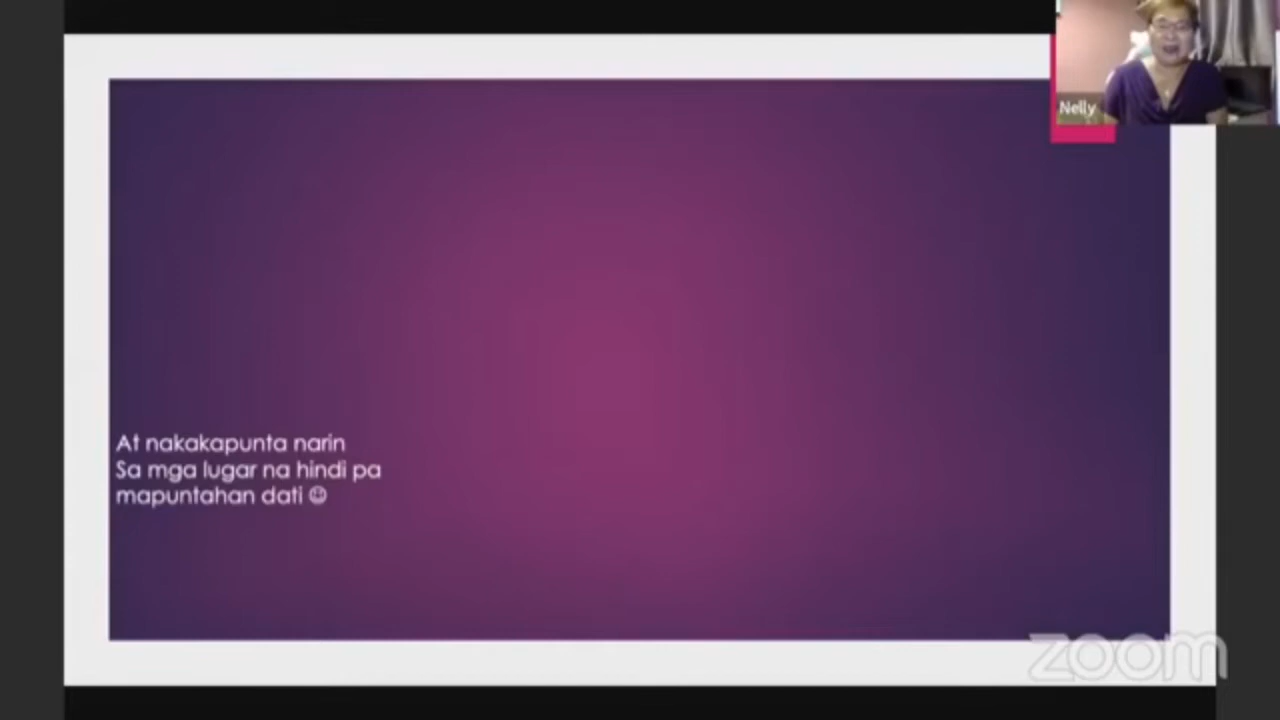 Nelly
At nakakapunta narin
Sa mga lugar na hindi pa
mapuntahan dati ☺
zoom